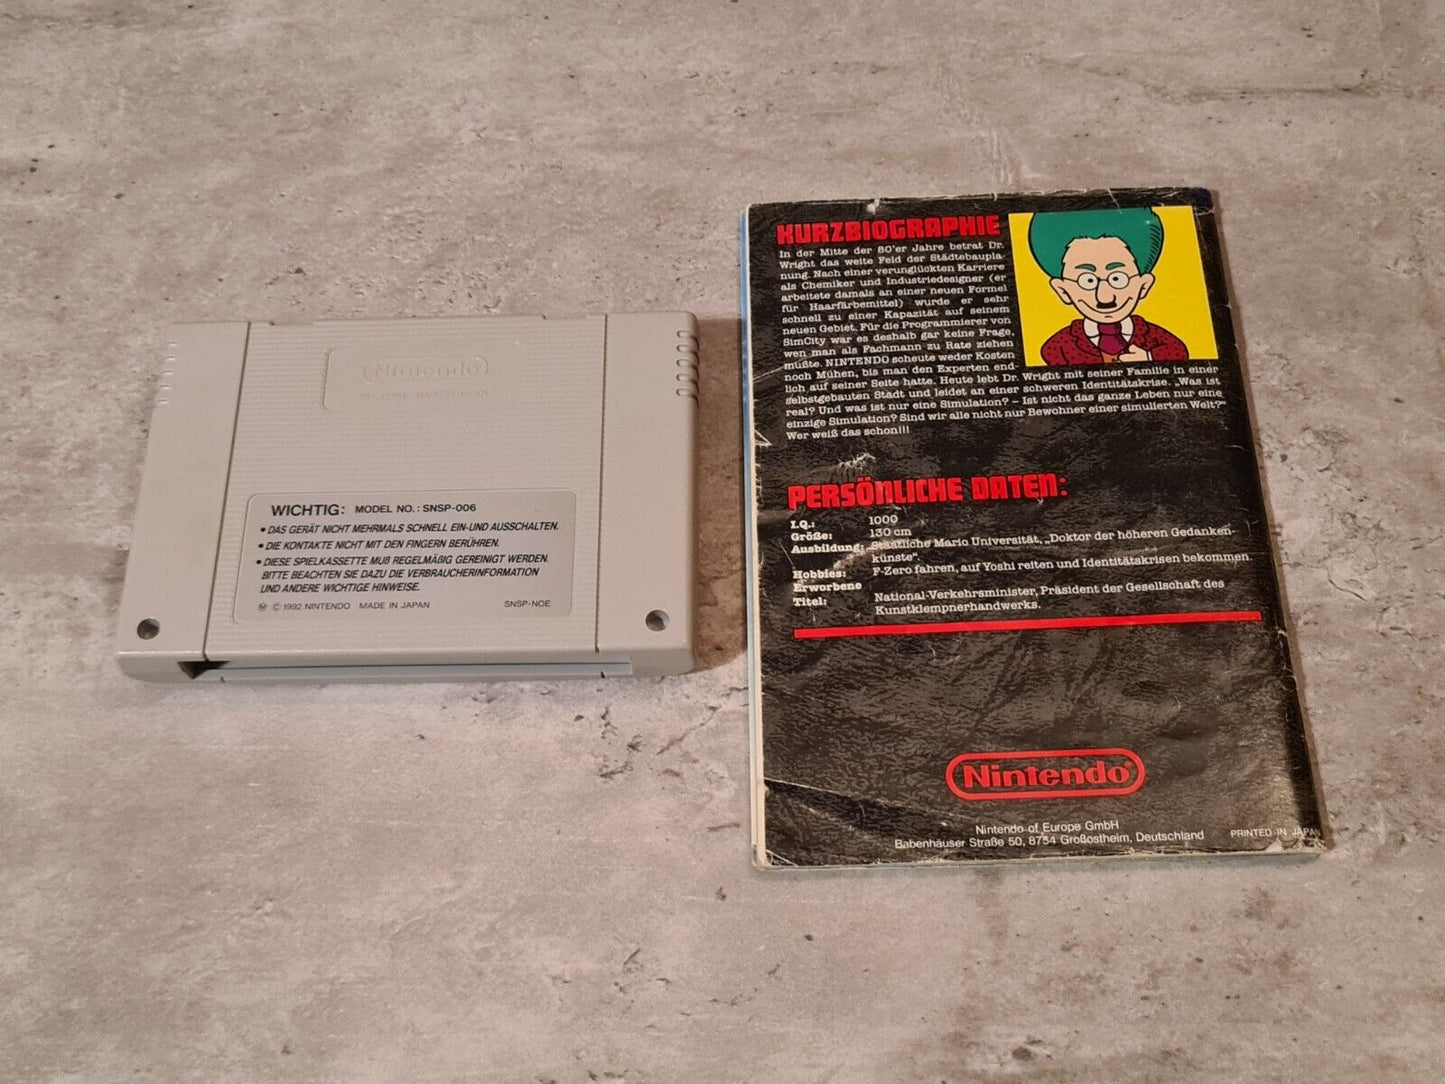 Nintendo
MADE IN JAPAN
WICHTIG: MODEL NO.: SNSP-006
• DAS GERÄT NICHT MEHRMALS SCHNELL EIN-UND AUSSCHALTEN.
• DIE KONTAKTE NICHT MIT DEN FINGERN BERÜHREN.
• DIESE SPIELKASSETTE MUß REGELMÄßIG GEREINIGT WERDEN.
BITTE BEACHTEN SIE DAZU DIE VERBRAUCHERINFORMATION
UND ANDERE WICHTIGE HINWEISE.
Ⓜ © 1992 NINTENDO MADE IN JAPAN SNSP-NOE
KURZBIOGRAPHIE
In der Mitte der 80'er Jahre betrat Dr.
Wright das weite Feld der Städtebaupla-
nung. Nach einer verunglückten Karriere
als Chemiker und Industriedesigner (er
arbeitete damals an einer neuen Formel
für Haarfärbemittel) wurde er sehr
schnell zu einer Kapazität auf seinem
neuen Gebiet. Für die Programmierer von
SimCity war es deshalb gar keine Frage,
wen man als Fachmann zu Rate ziehen
mußte. NINTENDO scheute weder Kosten
noch Mühen, bis man den Experten end-
lich auf seiner Seite hatte. Heute lebt Dr. Wright mit seiner Familie in einer
selbstgebauten Stadt und leidet an einer schweren Identitätskrise. „Was ist
real? Und was ist nur eine Simulation? – Ist nicht das ganze Leben nur eine
einzige Simulation? Sind wir alle nicht nur Bewohner einer simulierten Welt?"
Wer weiß das schon!!!
PERSÖNLICHE DATEN:
I.Q.: 1000
Größe: 130 cm
Ausbildung: Staatliche Mario Universität, „Doktor der höheren Gedanken-
künste".
Hobbies: F-Zero fahren, auf Yoshi reiten und Identitätskrisen bekommen.
Erworbene
Titel: National-Verkehrsminister, Präsident der Gesellschaft des
Kunstklempnerhandwerks.
Nintendo®
Nintendo of Europe GmbH
Babenhäuser Straße 50, 8754 Großostheim, Deutschland
PRINTED IN JAPAN